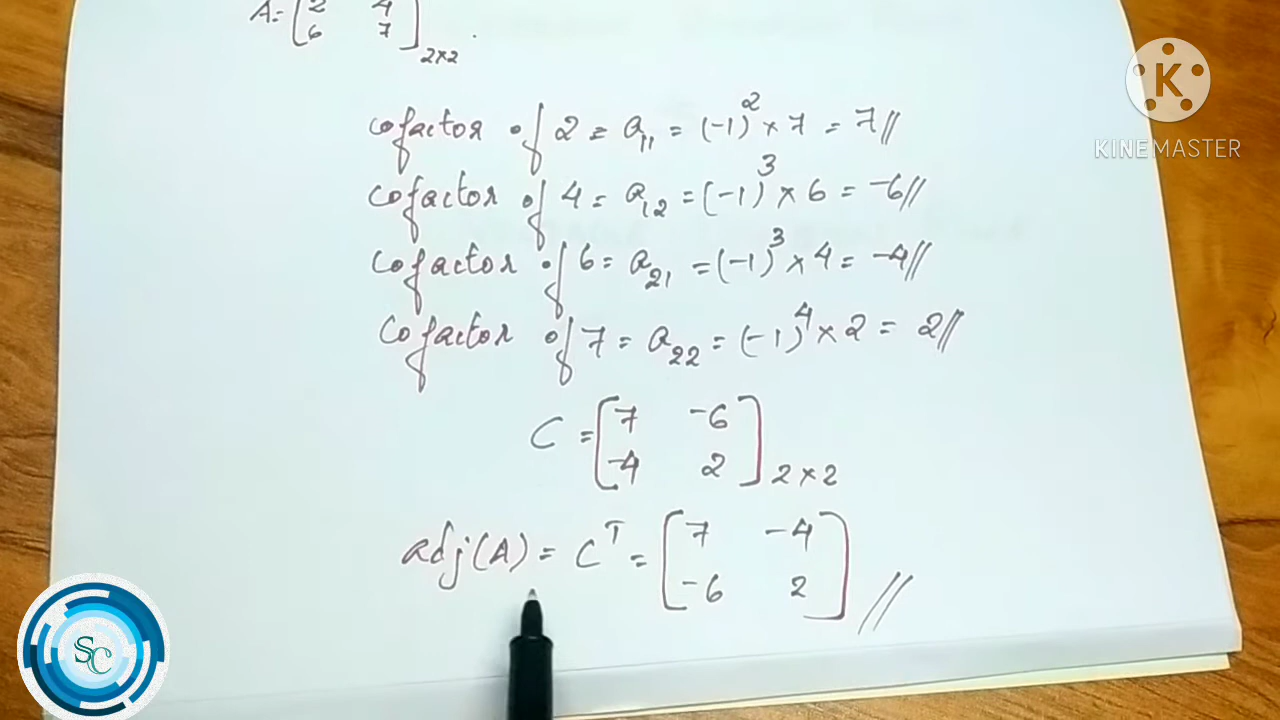 A = [2 4
6 7] 2×2 .
K
KINEMASTER
cofactor of 2 = a₁₁ = (-1)² × 7 = 7//
cofactor of 4 = a₁₂ = (-1)³ × 6 = -6//
cofactor of 6 = a₂₁ = (-1)³ × 4 = -4//
cofactor of 7 = a₂₂ = (-1)⁴ × 2 = 2//
C = [7 -6
-4 2] 2×2
adj(A) = Cᵀ = [7 -4
-6 2] //
SC